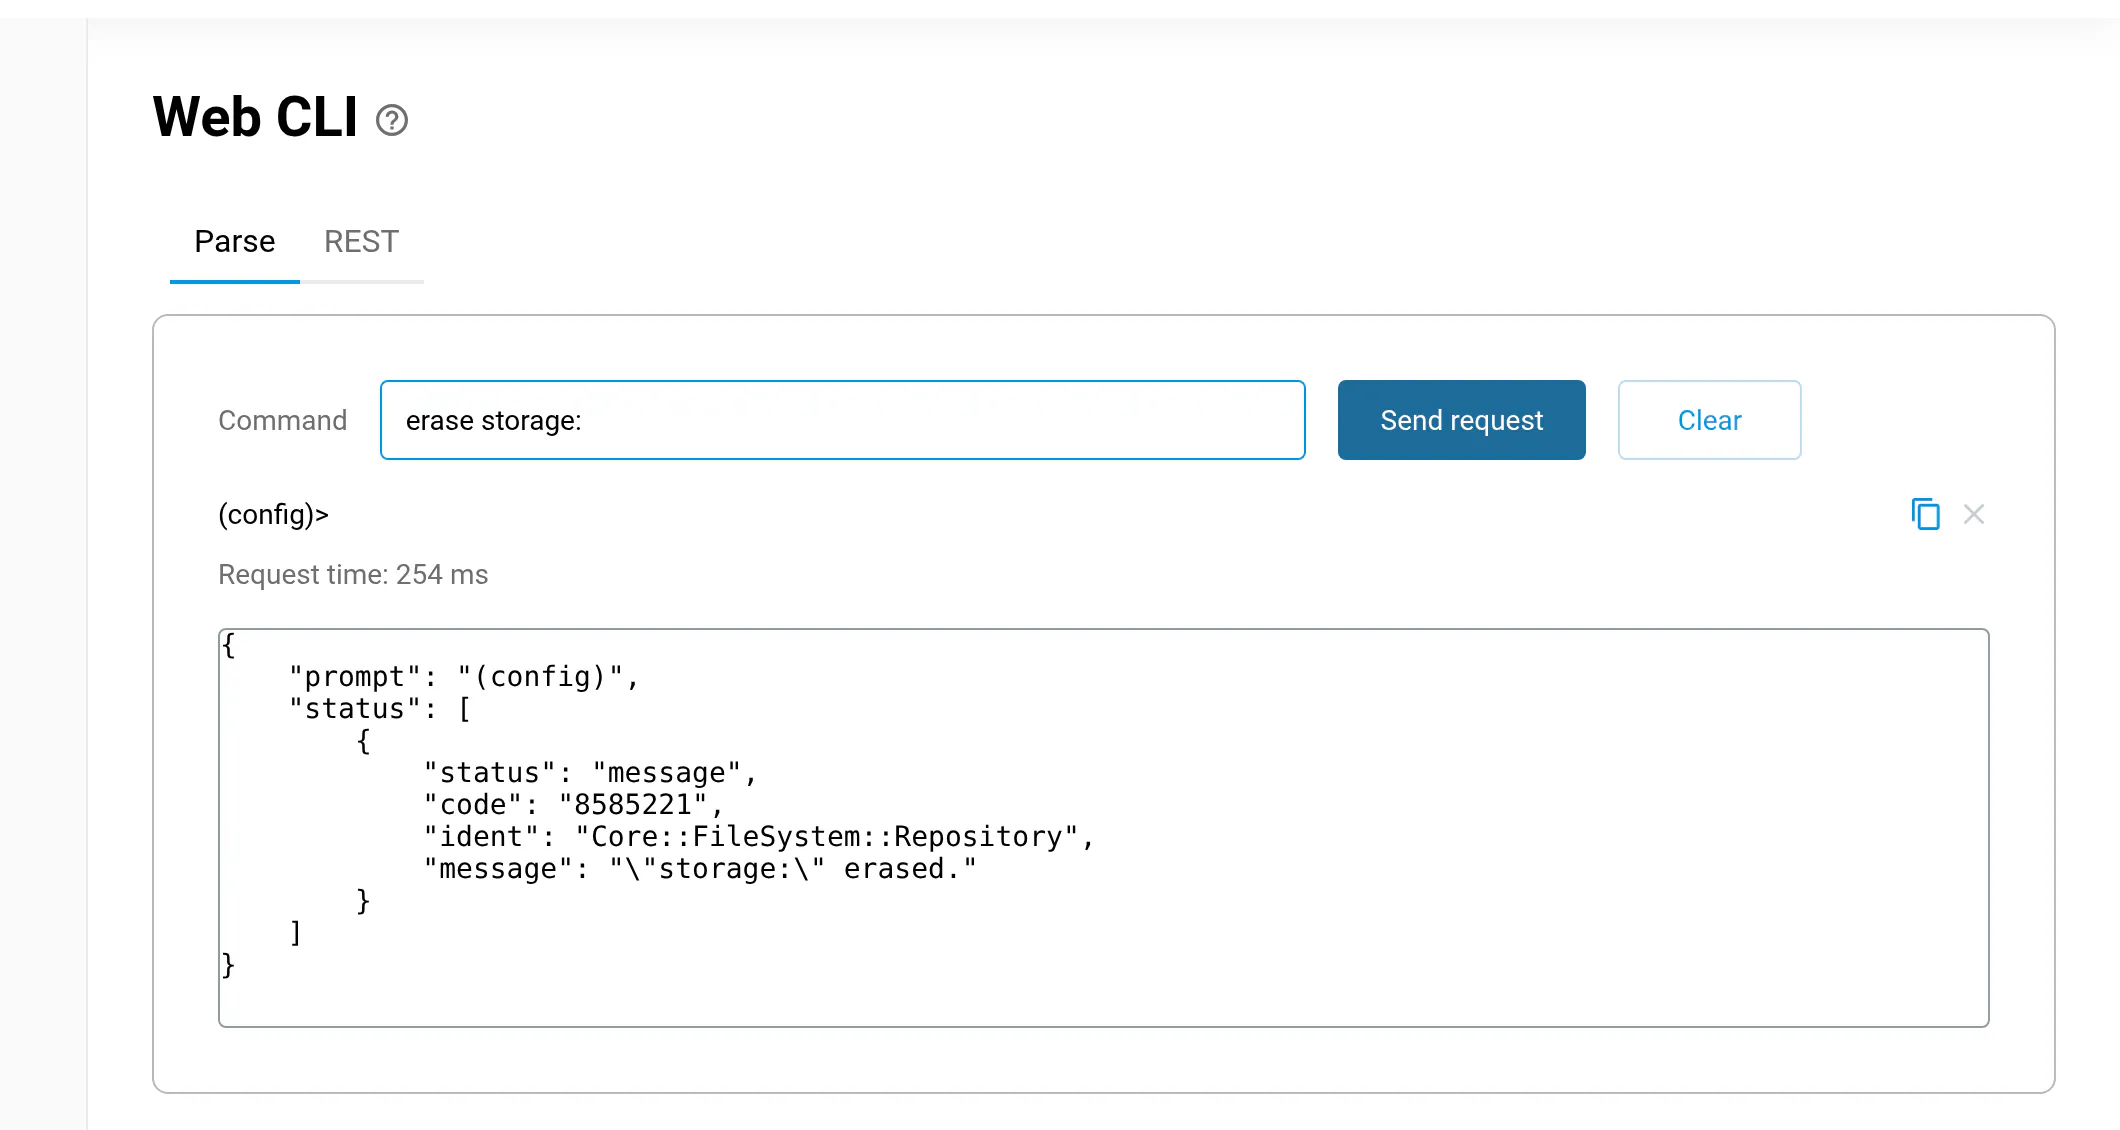 Web CLI ?
Parse REST
Command erase storage: Send request Clear
(config)>
Request time: 254 ms
{
    "prompt": "(config)",
    "status": [
        {
            "status": "message",
            "code": "8585221",
            "ident": "Core::FileSystem::Repository",
            "message": "\"storage:\" erased."
        }
    ]
}